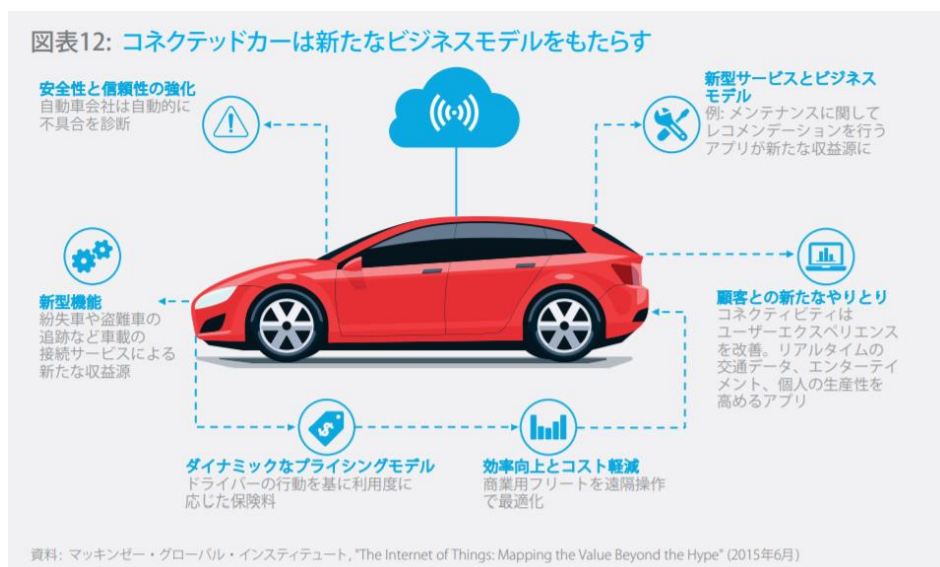 図表12: コネクテッドカーは新たなビジネスモデルをもたらす
安全性と信頼性の強化
自動車会社は自動的に
不具合を診断
新型サービスとビジネス
モデル
例: メンテナンスに関して
レコメンデーションを行う
アプリが新たな収益源に
新型機能
紛失車や盗難車の
追跡など車載の
接続サービスによる
新たな収益源
顧客との新たなやりとり
コネクティビティは
ユーザーエクスペリエンス
を改善。リアルタイムの
交通データ、エンターテイ
メント、個人の生産性を
高めるアプリ
ダイナミックなプライシングモデル
ドライバーの行動を基に利用度に
応じた保険料
効率向上とコスト軽減
商業用フリートを遠隔操作
で最適化
資料: マッキンゼー・グローバル・インスティテュート, "The Internet of Things: Mapping the Value Beyond the Hype" (2015年6月)